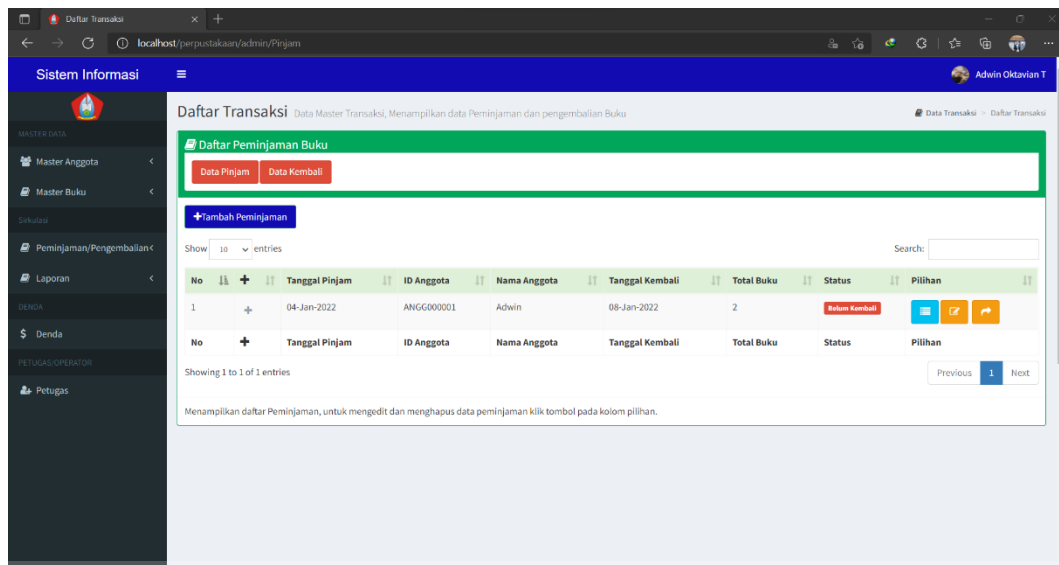 Daftar Transaksi
localhost/perpustakaan/admin/Pinjam
Sistem Informasi
Adwin Oktavian T
MASTER DATA
Master Anggota
Master Buku
Sirkulasi
Peminjaman/Pengembalian
Laporan
DENDA
$ Denda
PETUGAS/OPERATOR
Petugas
Daftar Transaksi Data Master Transaksi, Menampilkan data Peminjaman dan pengembalian Buku
Data Transaksi > Daftar Transaksi
Daftar Peminjaman Buku
Data Pinjam Data Kembali
+Tambah Peminjaman
Show 10 entries
Search:
No + Tanggal Pinjam ID Anggota Nama Anggota Tanggal Kembali Total Buku Status Pilihan
1 + 04-Jan-2022 ANGG000001 Adwin 08-Jan-2022 2 Belum Kembali
No + Tanggal Pinjam ID Anggota Nama Anggota Tanggal Kembali Total Buku Status Pilihan
Showing 1 to 1 of 1 entries
Previous 1 Next
Menampilkan daftar Peminjaman, untuk mengedit dan menghapus data peminjaman klik tombol pada kolom pilihan.